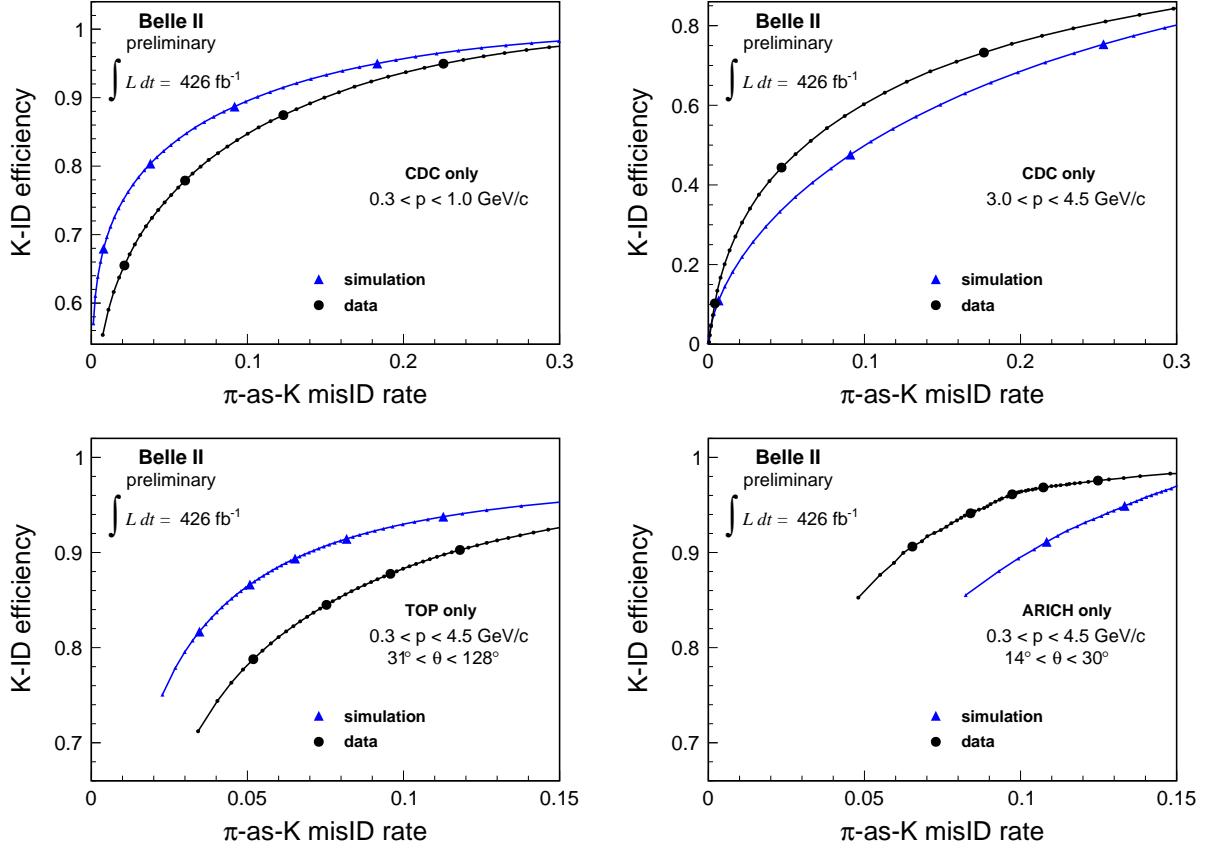 Belle II
preliminary
∫ L dt = 426 fb⁻¹
CDC only
0.3 < p < 1.0 GeV/c
simulation
data
K-ID efficiency
1
0.9
0.8
0.7
0.6
0
0.1
0.2
0.3
π-as-K misID rate
Belle II
preliminary
∫ L dt = 426 fb⁻¹
CDC only
3.0 < p < 4.5 GeV/c
simulation
data
K-ID efficiency
0.8
0.6
0.4
0.2
0
0
0.1
0.2
0.3
π-as-K misID rate
Belle II
preliminary
∫ L dt = 426 fb⁻¹
TOP only
0.3 < p < 4.5 GeV/c
31° < θ < 128°
simulation
data
K-ID efficiency
1
0.9
0.8
0.7
0
0.05
0.1
0.15
π-as-K misID rate
Belle II
preliminary
∫ L dt = 426 fb⁻¹
ARICH only
0.3 < p < 4.5 GeV/c
14° < θ < 30°
simulation
data
K-ID efficiency
1
0.9
0.8
0.7
0
0.05
0.1
0.15
π-as-K misID rate